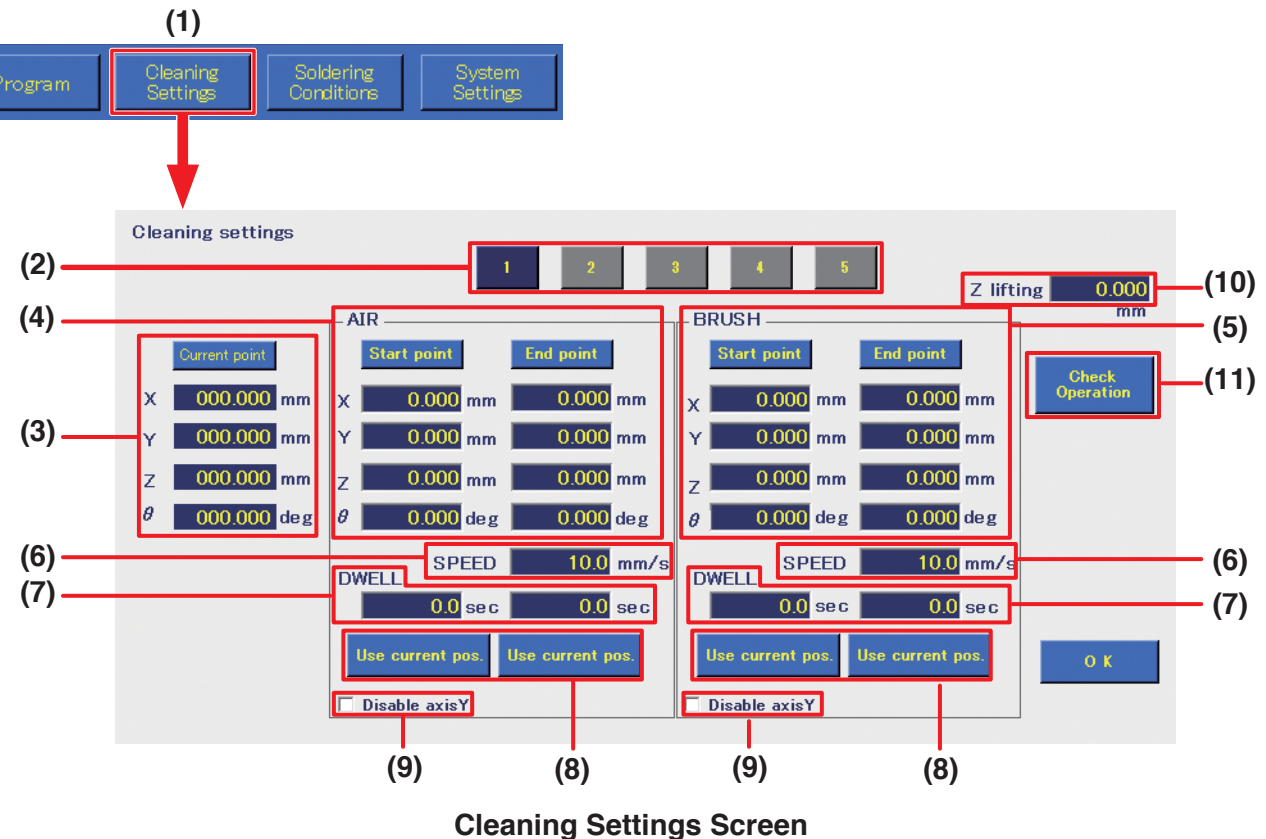 (1)
Program Cleaning Settings Soldering Conditions System Settings
Cleaning settings
(2) 1 2 3 4 5
Z lifting 0.000 mm (10)
(4) AIR BRUSH (5)
Current point Start point End point Start point End point
Check Operation (11)
X 000.000 mm X 0.000 mm 0.000 mm X 0.000 mm 0.000 mm
(3) Y 000.000 mm Y 0.000 mm 0.000 mm Y 0.000 mm 0.000 mm
Z 000.000 mm Z 0.000 mm 0.000 mm Z 0.000 mm 0.000 mm
θ 000.000 deg θ 0.000 deg 0.000 deg θ 0.000 deg 0.000 deg
(6) SPEED 10.0 mm/s SPEED 10.0 mm/s (6)
DWELL DWELL
(7) 0.0 sec 0.0 sec 0.0 sec 0.0 sec (7)
Use current pos. Use current pos. Use current pos. Use current pos. OK
Disable axisY Disable axisY
(9) (8) (9) (8)
Cleaning Settings Screen